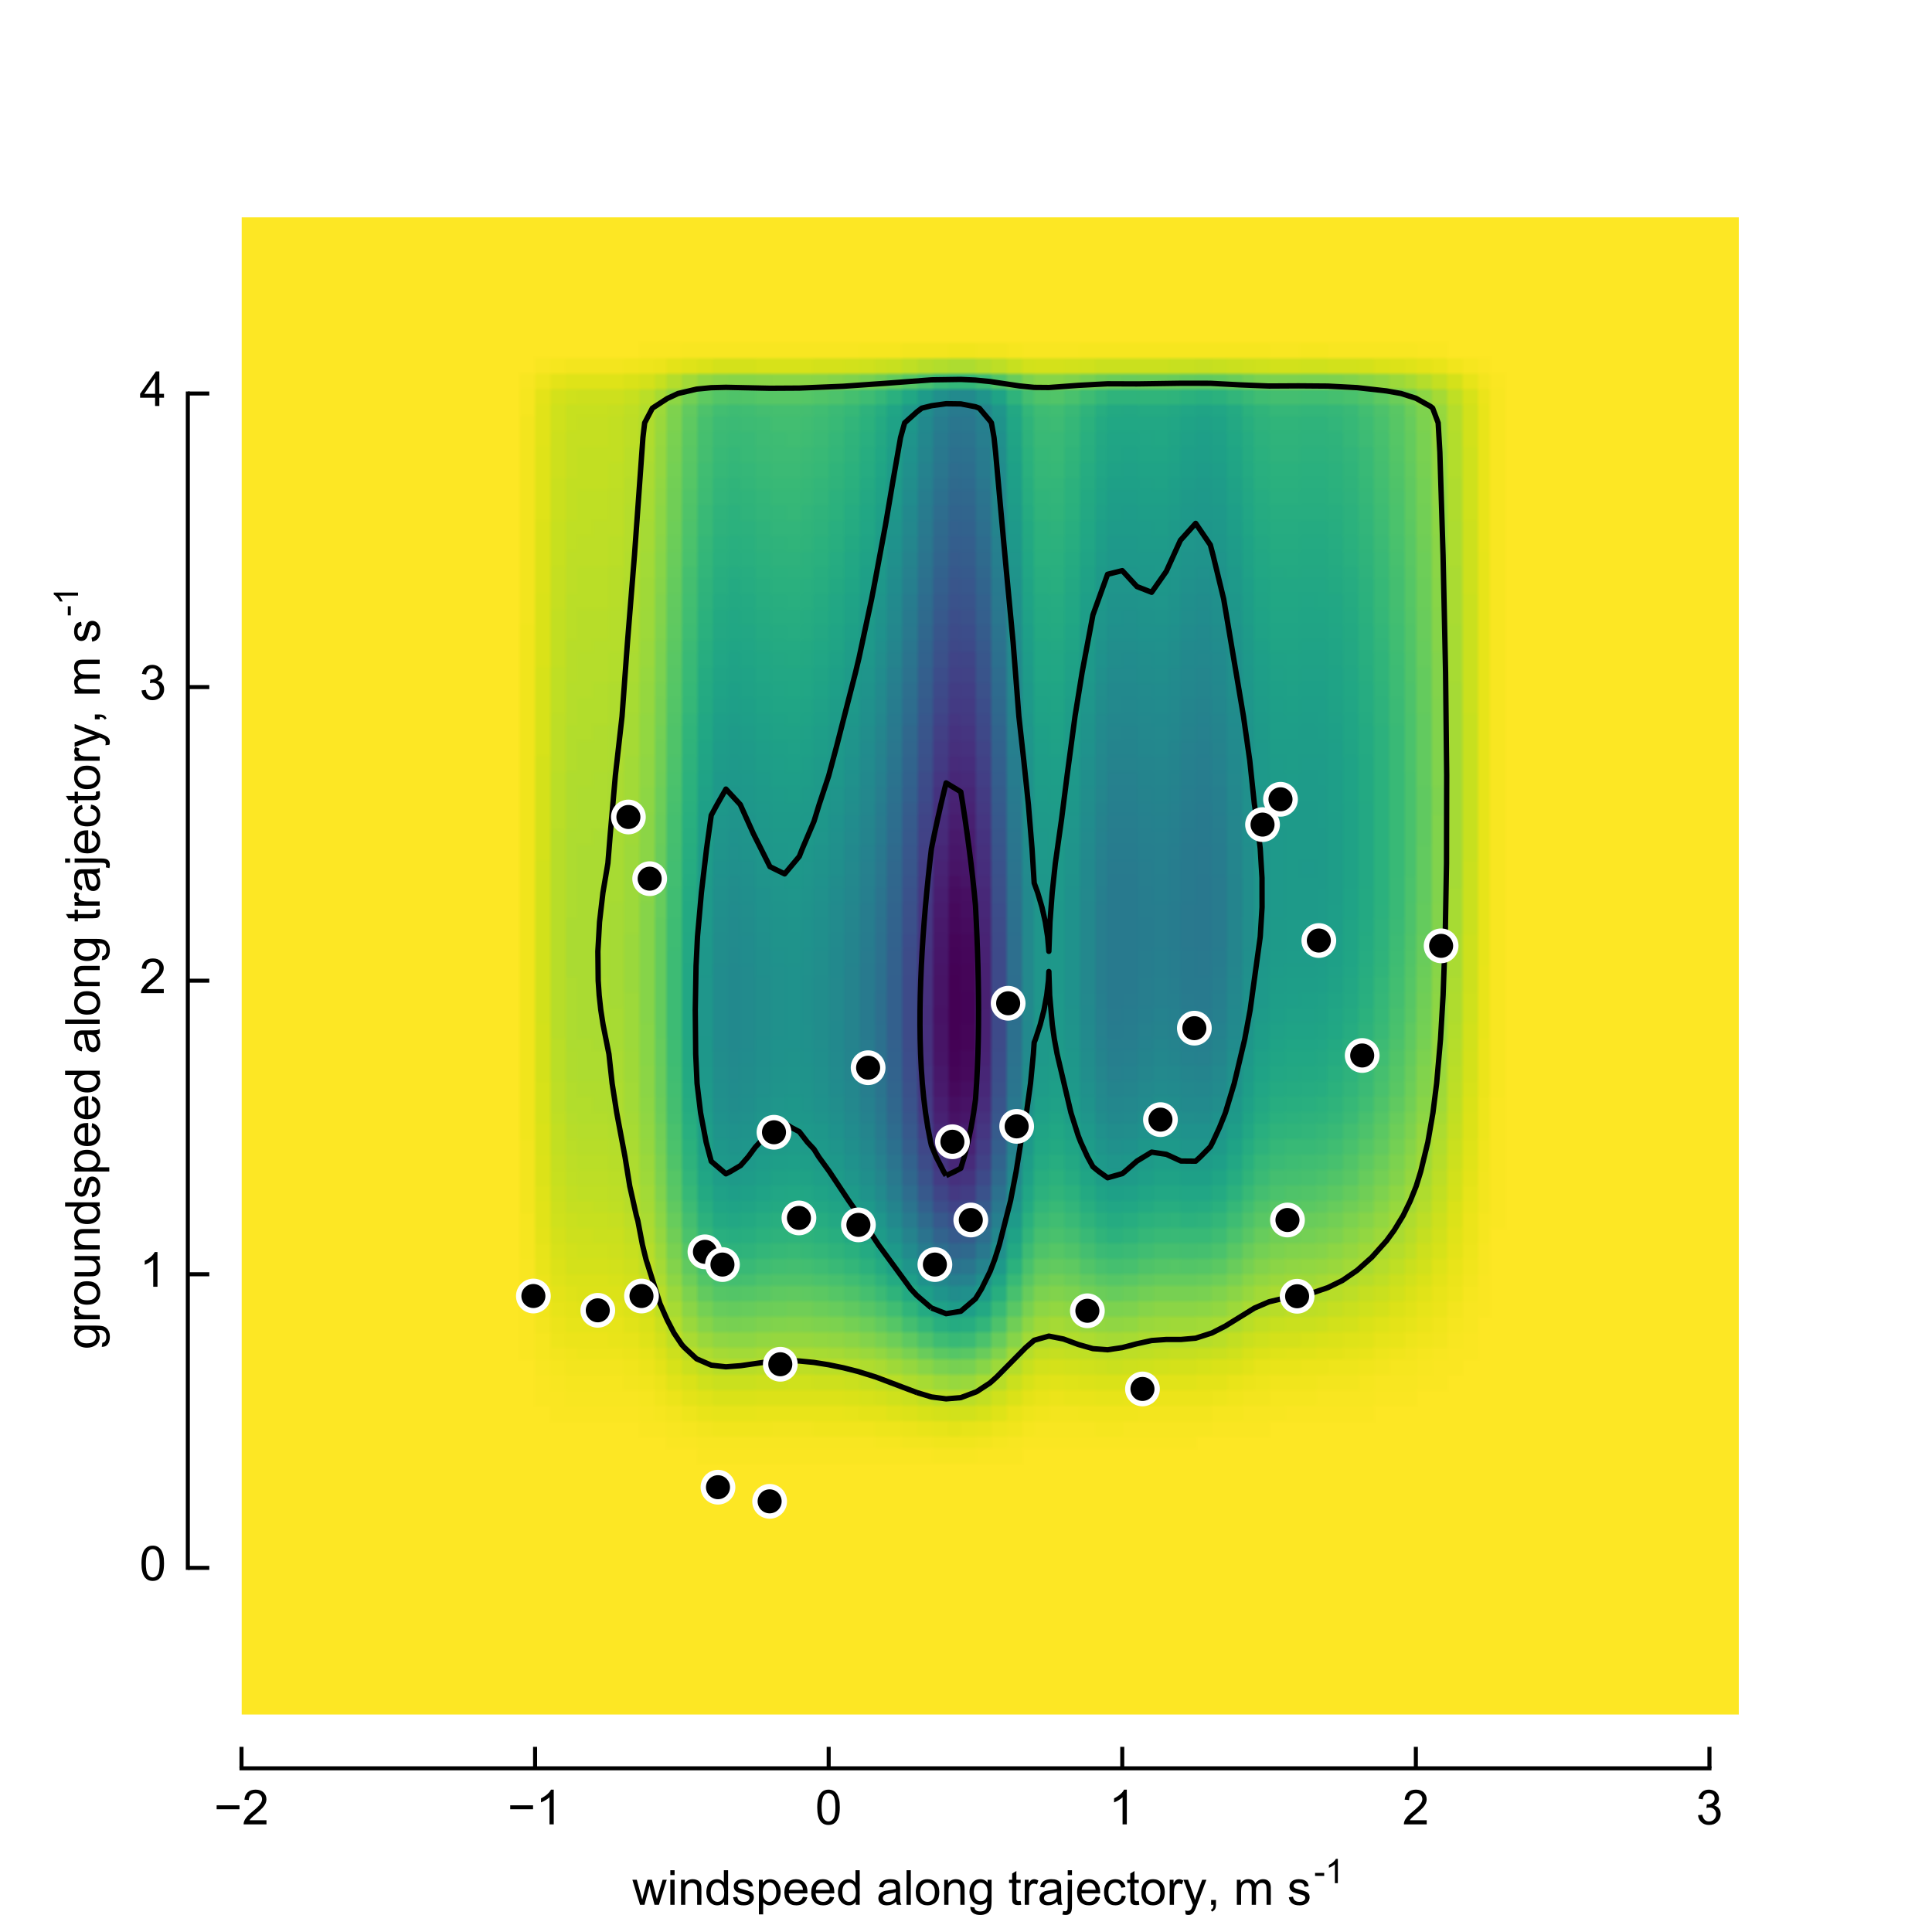 groundspeed along trajectory, m s⁻¹
4
3
2
1
0
−2 −1 0 1 2 3
windspeed along trajectory, m s⁻¹